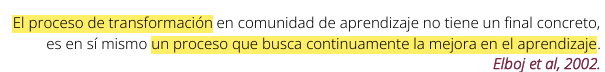 El proceso de transformación en comunidad de aprendizaje no tiene un final concreto,
es en sí mismo un proceso que busca continuamente la mejora en el aprendizaje.
Elboj et al, 2002.